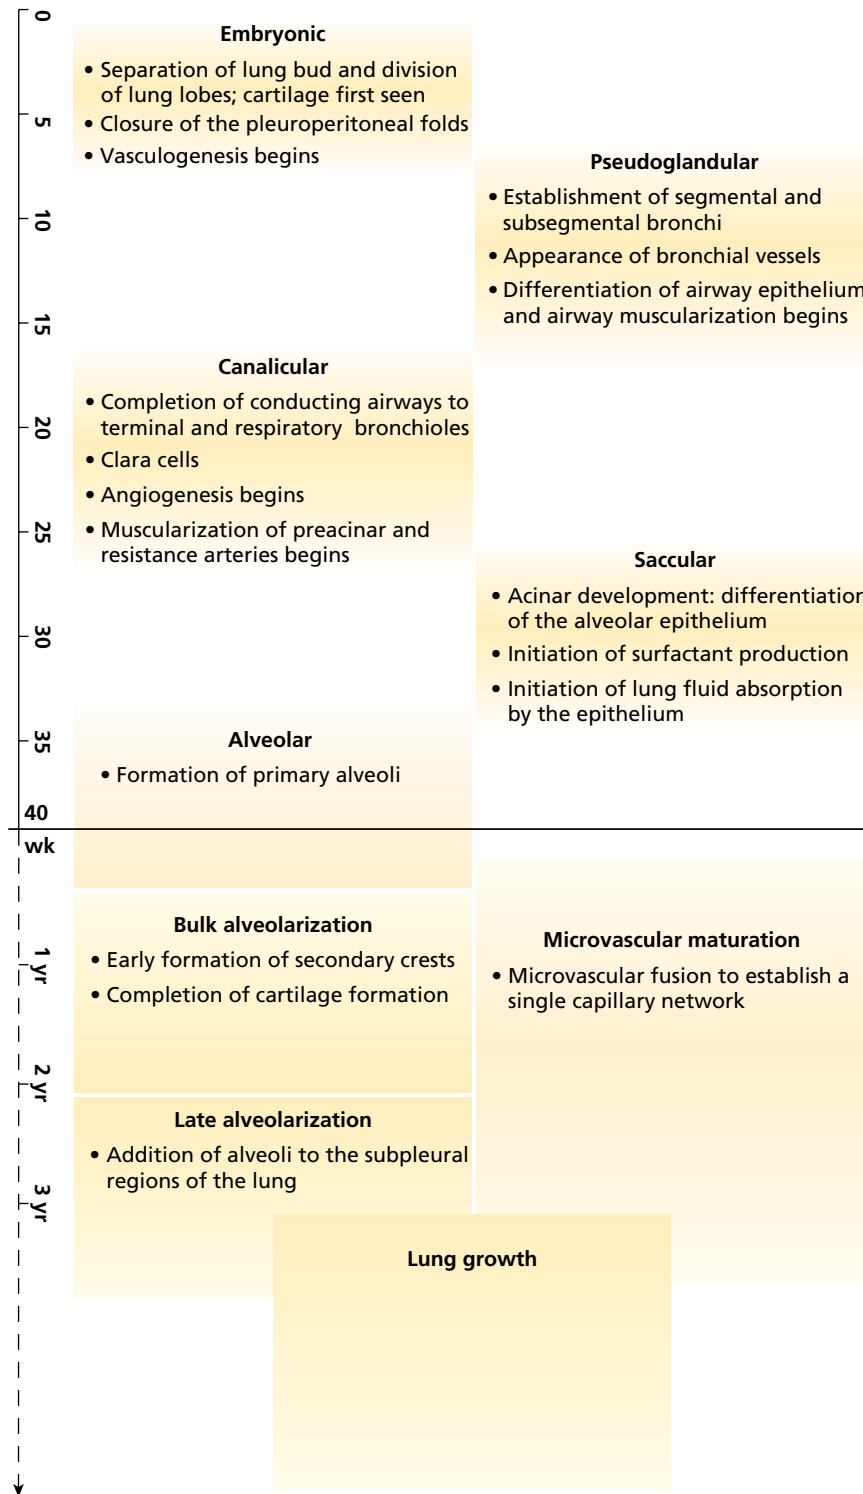 0
5
10
15
20
25
30
35
40
wk
1 yr
2 yr
3 yr
Embryonic
• Separation of lung bud and division
of lung lobes; cartilage first seen
• Closure of the pleuroperitoneal folds
• Vasculogenesis begins
Pseudoglandular
• Establishment of segmental and
subsegmental bronchi
• Appearance of bronchial vessels
• Differentiation of airway epithelium
and airway muscularization begins
Canalicular
• Completion of conducting airways to
terminal and respiratory bronchioles
• Clara cells
• Angiogenesis begins
• Muscularization of preacinar and
resistance arteries begins
Saccular
• Acinar development: differentiation
of the alveolar epithelium
• Initiation of surfactant production
• Initiation of lung fluid absorption
by the epithelium
Alveolar
• Formation of primary alveoli
Bulk alveolarization
• Early formation of secondary crests
• Completion of cartilage formation
Microvascular maturation
• Microvascular fusion to establish a
single capillary network
Late alveolarization
• Addition of alveoli to the subpleural
regions of the lung
Lung growth